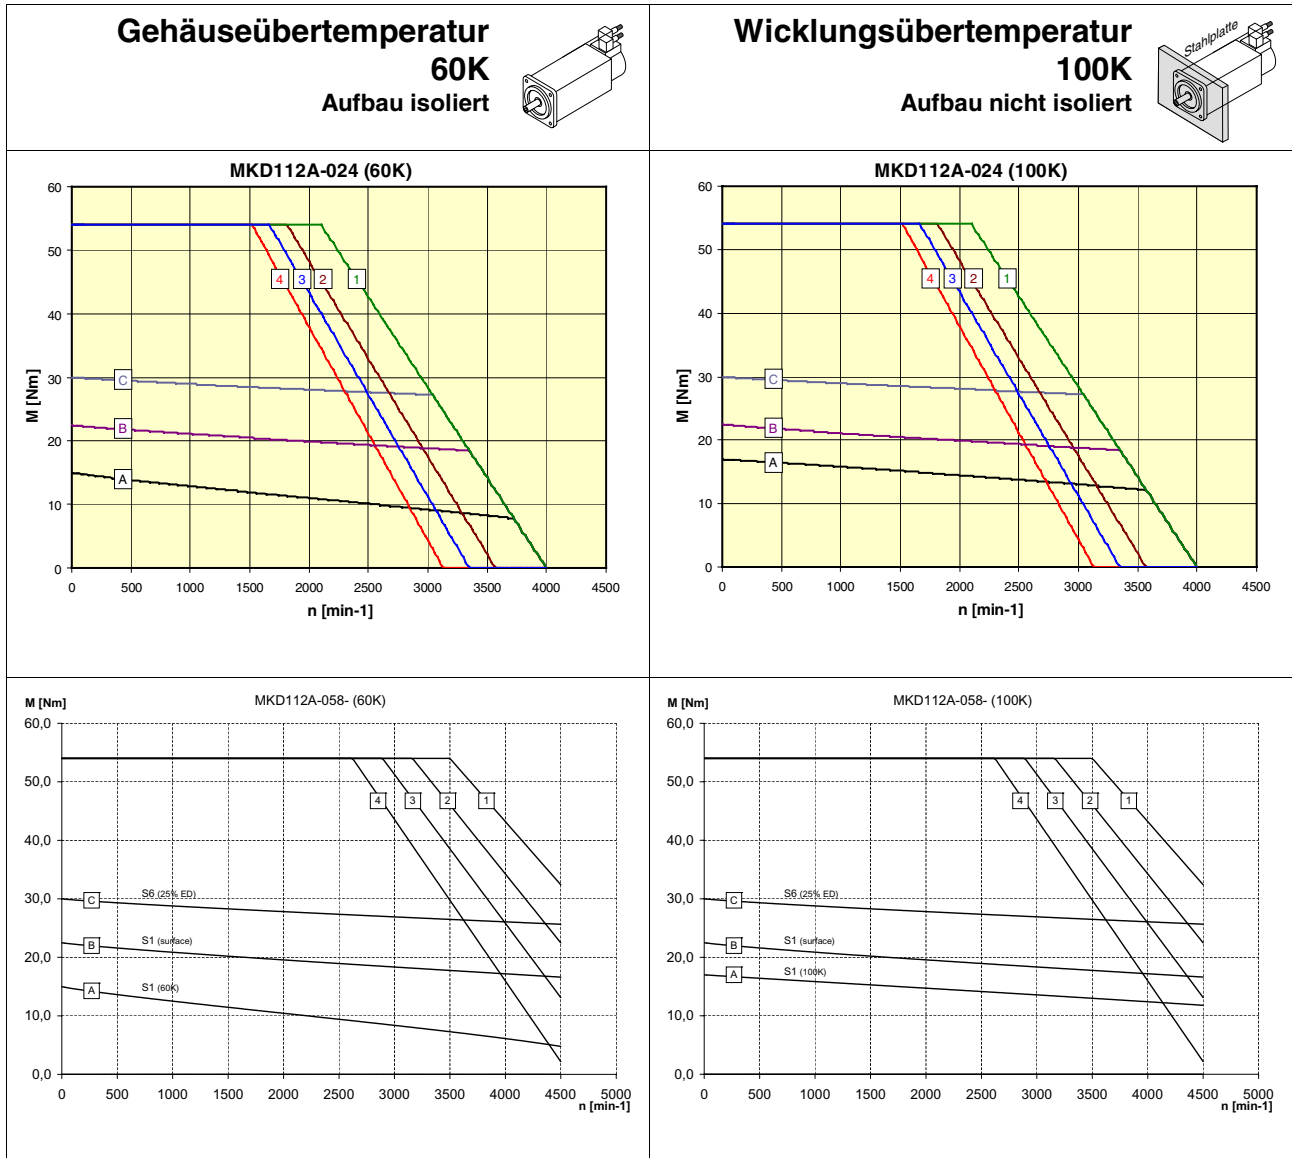 Gehäuseübertemperatur
60K
Aufbau isoliert
Wicklungsübertemperatur
100K
Aufbau nicht isoliert
Stahlplatte
MKD112A-024 (60K)
M [Nm]
60
50
40
30
20
10
0
4
3
2
1
C
B
A
0 500 1000 1500 2000 2500 3000 3500 4000 4500
n [min-1]
MKD112A-024 (100K)
M [Nm]
60
50
40
30
20
10
0
4
3
2
1
C
B
A
0 500 1000 1500 2000 2500 3000 3500 4000 4500
n [min-1]
M [Nm]
MKD112A-058- (60K)
60,0
50,0
40,0
30,0
20,0
10,0
0,0
4
3
2
1
C
S6 (25% ED)
B
S1 (surface)
A
S1 (60K)
0 500 1000 1500 2000 2500 3000 3500 4000 4500 5000
n [min-1]
M [Nm]
MKD112A-058- (100K)
60,0
50,0
40,0
30,0
20,0
10,0
0,0
4
3
2
1
C
S6 (25% ED)
B
S1 (surface)
A
S1 (100K)
0 500 1000 1500 2000 2500 3000 3500 4000 4500 5000
n [min-1]